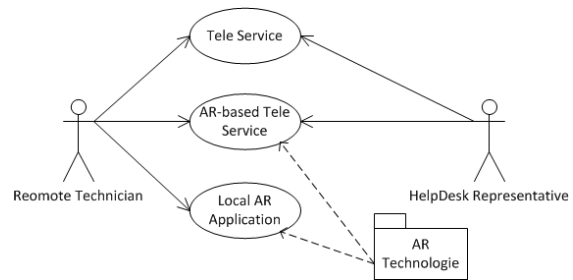 Tele Service
AR-based Tele
Service
Reomote Technician
HelpDesk Representative
Local AR
Application
AR
Technologie